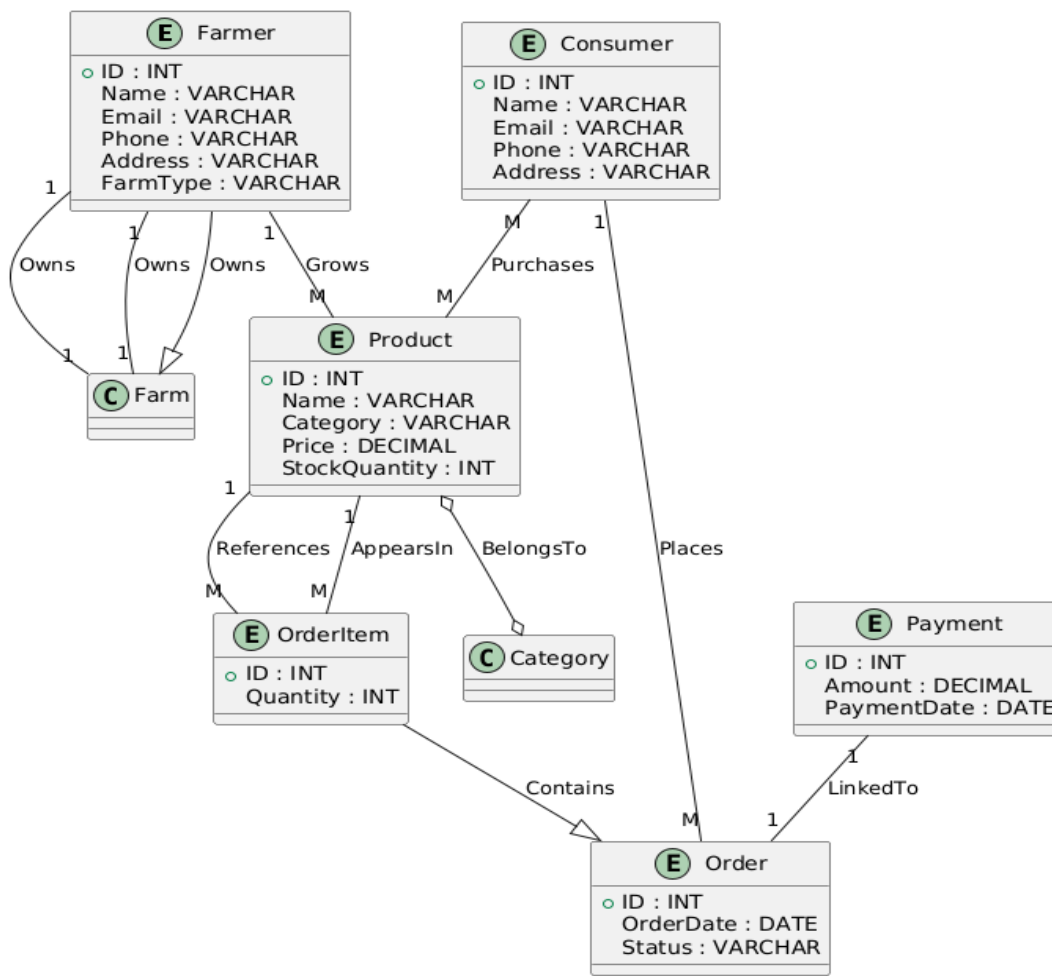 E Farmer
ID : INT
Name : VARCHAR
Email : VARCHAR
Phone : VARCHAR
Address : VARCHAR
FarmType : VARCHAR
E Consumer
ID : INT
Name : VARCHAR
Email : VARCHAR
Phone : VARCHAR
Address : VARCHAR
1
1
1
M
1
Owns
Owns
Owns
Grows
Purchases
1
1
M
M
C Farm
E Product
ID : INT
Name : VARCHAR
Category : VARCHAR
Price : DECIMAL
StockQuantity : INT
1
1
References
AppearsIn
BelongsTo
Places
M
M
E OrderItem
ID : INT
Quantity : INT
C Category
E Payment
ID : INT
Amount : DECIMAL
PaymentDate : DATE
1
Contains
LinkedTo
M
1
E Order
ID : INT
OrderDate : DATE
Status : VARCHAR